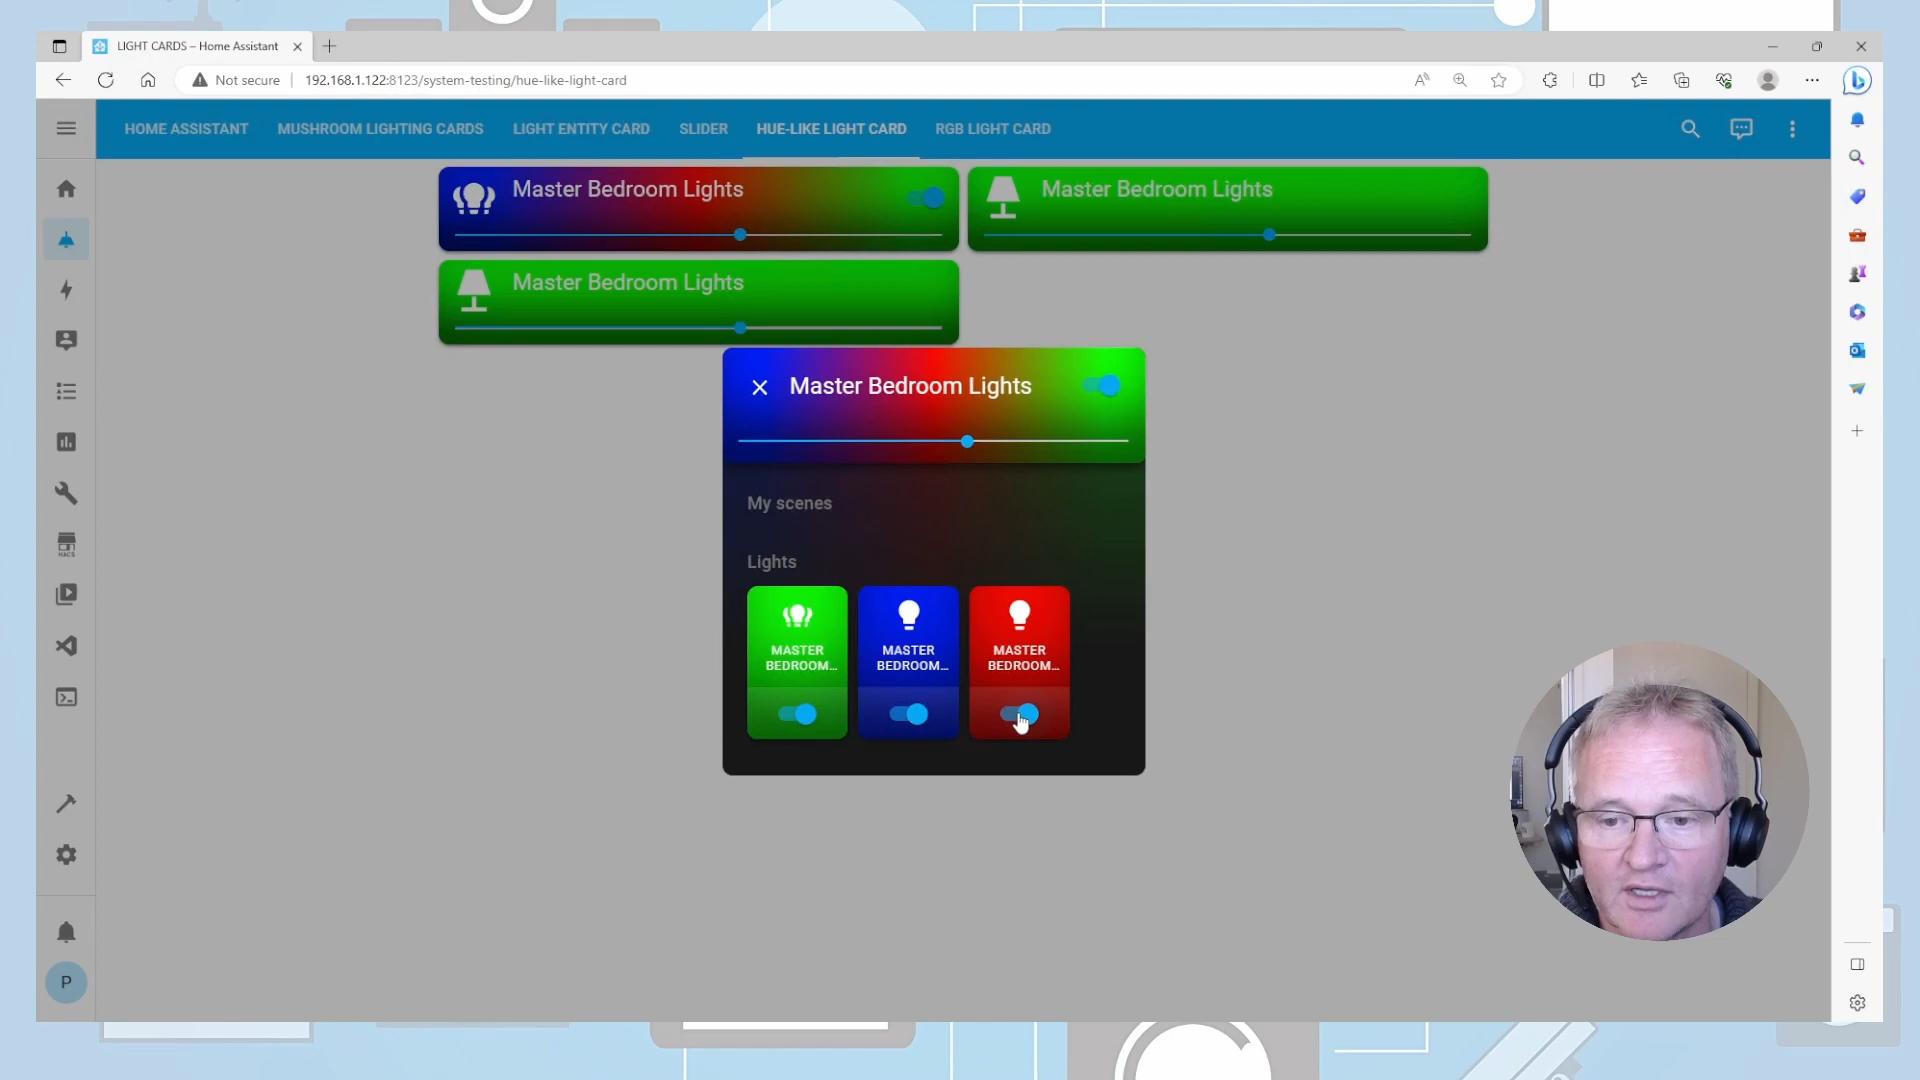 LIGHT CARDS – Home Assistant
Not secure
192.168.1.122:8123/system-testing/hue-like-light-card
HOME ASSISTANT
MUSHROOM LIGHTING CARDS
LIGHT ENTITY CARD
SLIDER
HUE-LIKE LIGHT CARD
RGB LIGHT CARD
Master Bedroom Lights
Master Bedroom Lights
Master Bedroom Lights
Master Bedroom Lights
My scenes
Lights
MASTER
BEDROOM...
MASTER
BEDROOM...
MASTER
BEDROOM...
HACS
P